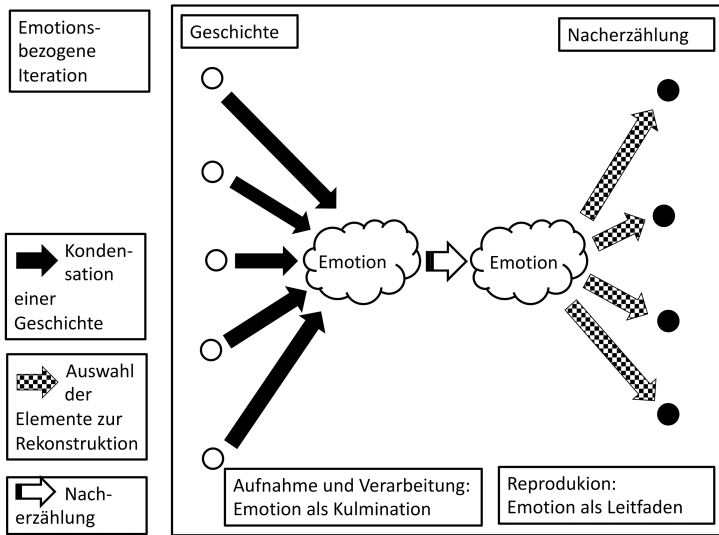 Emotions-
bezogene
Iteration
Geschichte
Nacherzählung
Emotion
Emotion
Konden-
sation
einer
Geschichte
Auswahl
der
Elemente zur
Rekonstruktion
Nach-
erzählung
Aufnahme und Verarbeitung:
Emotion als Kulmination
Reprodukion:
Emotion als Leitfaden